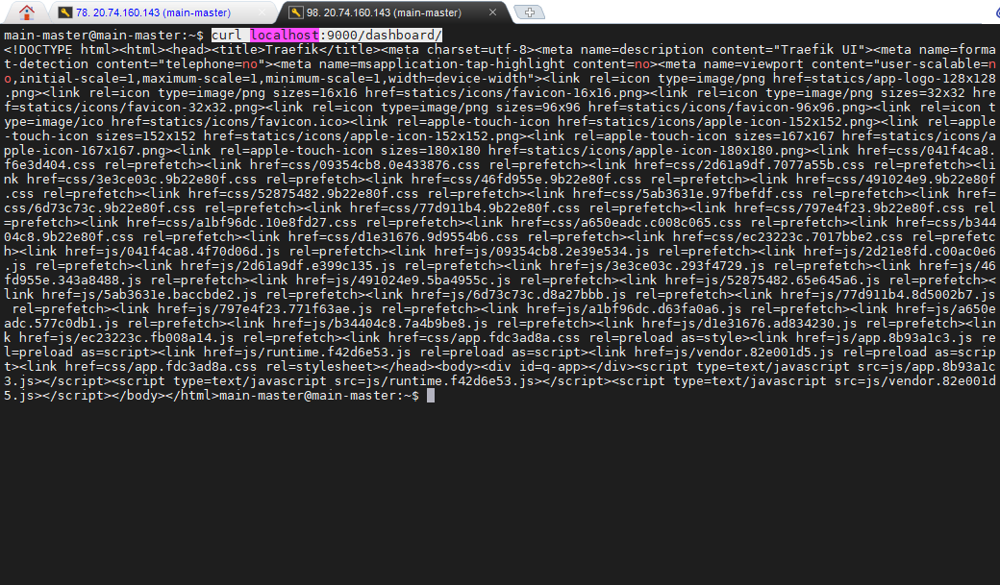 78. 20.74.160.143 (main-master)
98. 20.74.160.143 (main-master)
main-master@main-master:~$ curl localhost:9000/dashboard/
<!DOCTYPE html><html><head><title>Traefik</title><meta charset=utf-8><meta name=description content="Traefik UI"><meta name=forma
t-detection content="telephone=no"><meta name=msapplication-tap-highlight content=no><meta name=viewport content="user-scalable=n
o,initial-scale=1,maximum-scale=1,minimum-scale=1,width=device-width"><link rel=icon type=image/png href=statics/app-logo-128x128
.png><link rel=icon type=image/png sizes=16x16 href=statics/icons/favicon-16x16.png><link rel=icon type=image/png sizes=32x32 hre
f=statics/icons/favicon-32x32.png><link rel=icon type=image/png sizes=96x96 href=statics/icons/favicon-96x96.png><link rel=icon t
ype=image/ico href=statics/icons/favicon.ico><link rel=apple-touch-icon href=statics/icons/apple-icon-152x152.png><link rel=apple
-touch-icon sizes=152x152 href=statics/icons/apple-icon-152x152.png><link rel=apple-touch-icon sizes=167x167 href=statics/icons/a
pple-icon-167x167.png><link rel=apple-touch-icon sizes=180x180 href=statics/icons/apple-icon-180x180.png><link href=css/041f4ca8.
f6e3d404.css rel=prefetch><link href=css/09354cb8.0e433876.css rel=prefetch><link href=css/2d61a9df.7077a55b.css rel=prefetch><li
nk href=css/3e3ce03c.9b22e80f.css rel=prefetch><link href=css/46fd955e.9b22e80f.css rel=prefetch><link href=css/491024e9.9b22e80f
.css rel=prefetch><link href=css/52875482.9b22e80f.css rel=prefetch><link href=css/5ab3631e.97fbefdf.css rel=prefetch><link href=
css/6d73c73c.9b22e80f.css rel=prefetch><link href=css/77d911b4.9b22e80f.css rel=prefetch><link href=css/797e4f23.9b22e80f.css rel
=prefetch><link href=css/a1bf96dc.10e8fd27.css rel=prefetch><link href=css/a650eadc.c008c065.css rel=prefetch><link href=css/b344
04c8.9b22e80f.css rel=prefetch><link href=css/d1e31676.9d9554b6.css rel=prefetch><link href=css/ec23223c.7017bbe2.css rel=prefetc
h><link href=js/041f4ca8.4f70d06d.js rel=prefetch><link href=js/09354cb8.2e39e534.js rel=prefetch><link href=js/2d21e8fd.c00ac0e6
.js rel=prefetch><link href=js/2d61a9df.e399c135.js rel=prefetch><link href=js/3e3ce03c.293f4729.js rel=prefetch><link href=js/46
fd955e.343a8488.js rel=prefetch><link href=js/491024e9.5ba4955c.js rel=prefetch><link href=js/52875482.65e645a6.js rel=prefetch><
link href=js/5ab3631e.baccbde2.js rel=prefetch><link href=js/6d73c73c.d8a27bbb.js rel=prefetch><link href=js/77d911b4.8d5002b7.js
 rel=prefetch><link href=js/797e4f23.771f63ae.js rel=prefetch><link href=js/a1bf96dc.d63fa0a6.js rel=prefetch><link href=js/a650e
adc.577c0db1.js rel=prefetch><link href=js/b34404c8.7a4b9be8.js rel=prefetch><link href=js/d1e31676.ad834230.js rel=prefetch><lin
k href=js/ec23223c.fb008a14.js rel=prefetch><link href=css/app.fdc3ad8a.css rel=preload as=style><link href=js/app.8b93a1c3.js re
l=preload as=script><link href=js/runtime.f42d6e53.js rel=preload as=script><link href=js/vendor.82e001d5.js rel=preload as=scrip
t><link href=css/app.fdc3ad8a.css rel=stylesheet></head><body><div id=q-app></div><script type=text/javascript src=js/app.8b93a1c
3.js></script><script type=text/javascript src=js/runtime.f42d6e53.js></script><script type=text/javascript src=js/vendor.82e001d
5.js></script></body></html>main-master@main-master:~$